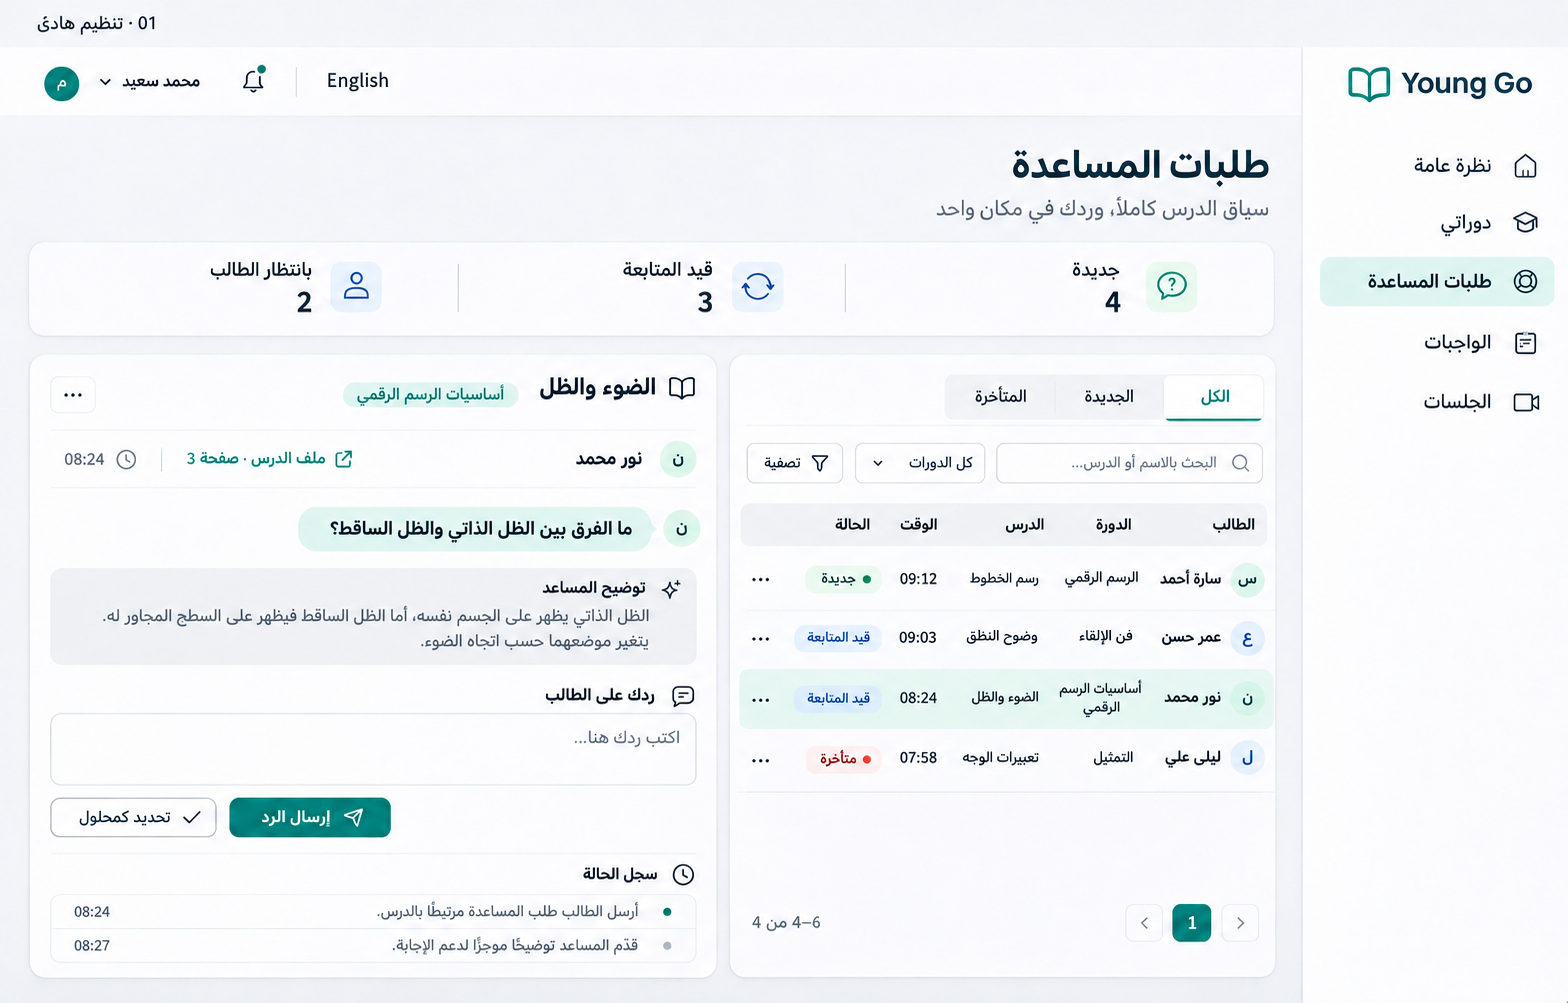 01 · تنظيم هادئ
Young Go
English
محمد سعيد
م
نظرة عامة
دوراتي
طلبات المساعدة
الواجبات
الجلسات
طلبات المساعدة
سياق الدرس كاملاً، وردك في مكان واحد
جديدة
4
قيد المتابعة
3
بانتظار الطالب
2
الكل
الجديدة
المتأخرة
البحث بالاسم أو الدرس...
كل الدورات
تصفية
الطالب الدورة الدرس الوقت الحالة
س سارة أحمد الرسم الرقمي رسم الخطوط 09:12 جديدة
ع عمر حسن فن الإلقاء وضوح النطق 09:03 قيد المتابعة
ن نور محمد أساسيات الرسم الرقمي الضوء والظل 08:24 قيد المتابعة
ل ليلى علي التمثيل تعبيرات الوجه 07:58 متأخرة
1
4–6 من 4
الضوء والظل
أساسيات الرسم الرقمي
ن نور محمد
ملف الدرس · صفحة 3
08:24
ن
ما الفرق بين الظل الذاتي والظل الساقط؟
توضيح المساعد
الظل الذاتي يظهر على الجسم نفسه، أما الظل الساقط فيظهر على السطح المجاور له.
يتغير موضعهما حسب اتجاه الضوء.
ردك على الطالب
اكتب ردك هنا...
إرسال الرد
تحديد كمحلول
سجل الحالة
أرسل الطالب طلب المساعدة مرتبطًا بالدرس. 08:24
قدّم المساعد توضيحًا موجزًا لدعم الإجابة. 08:27